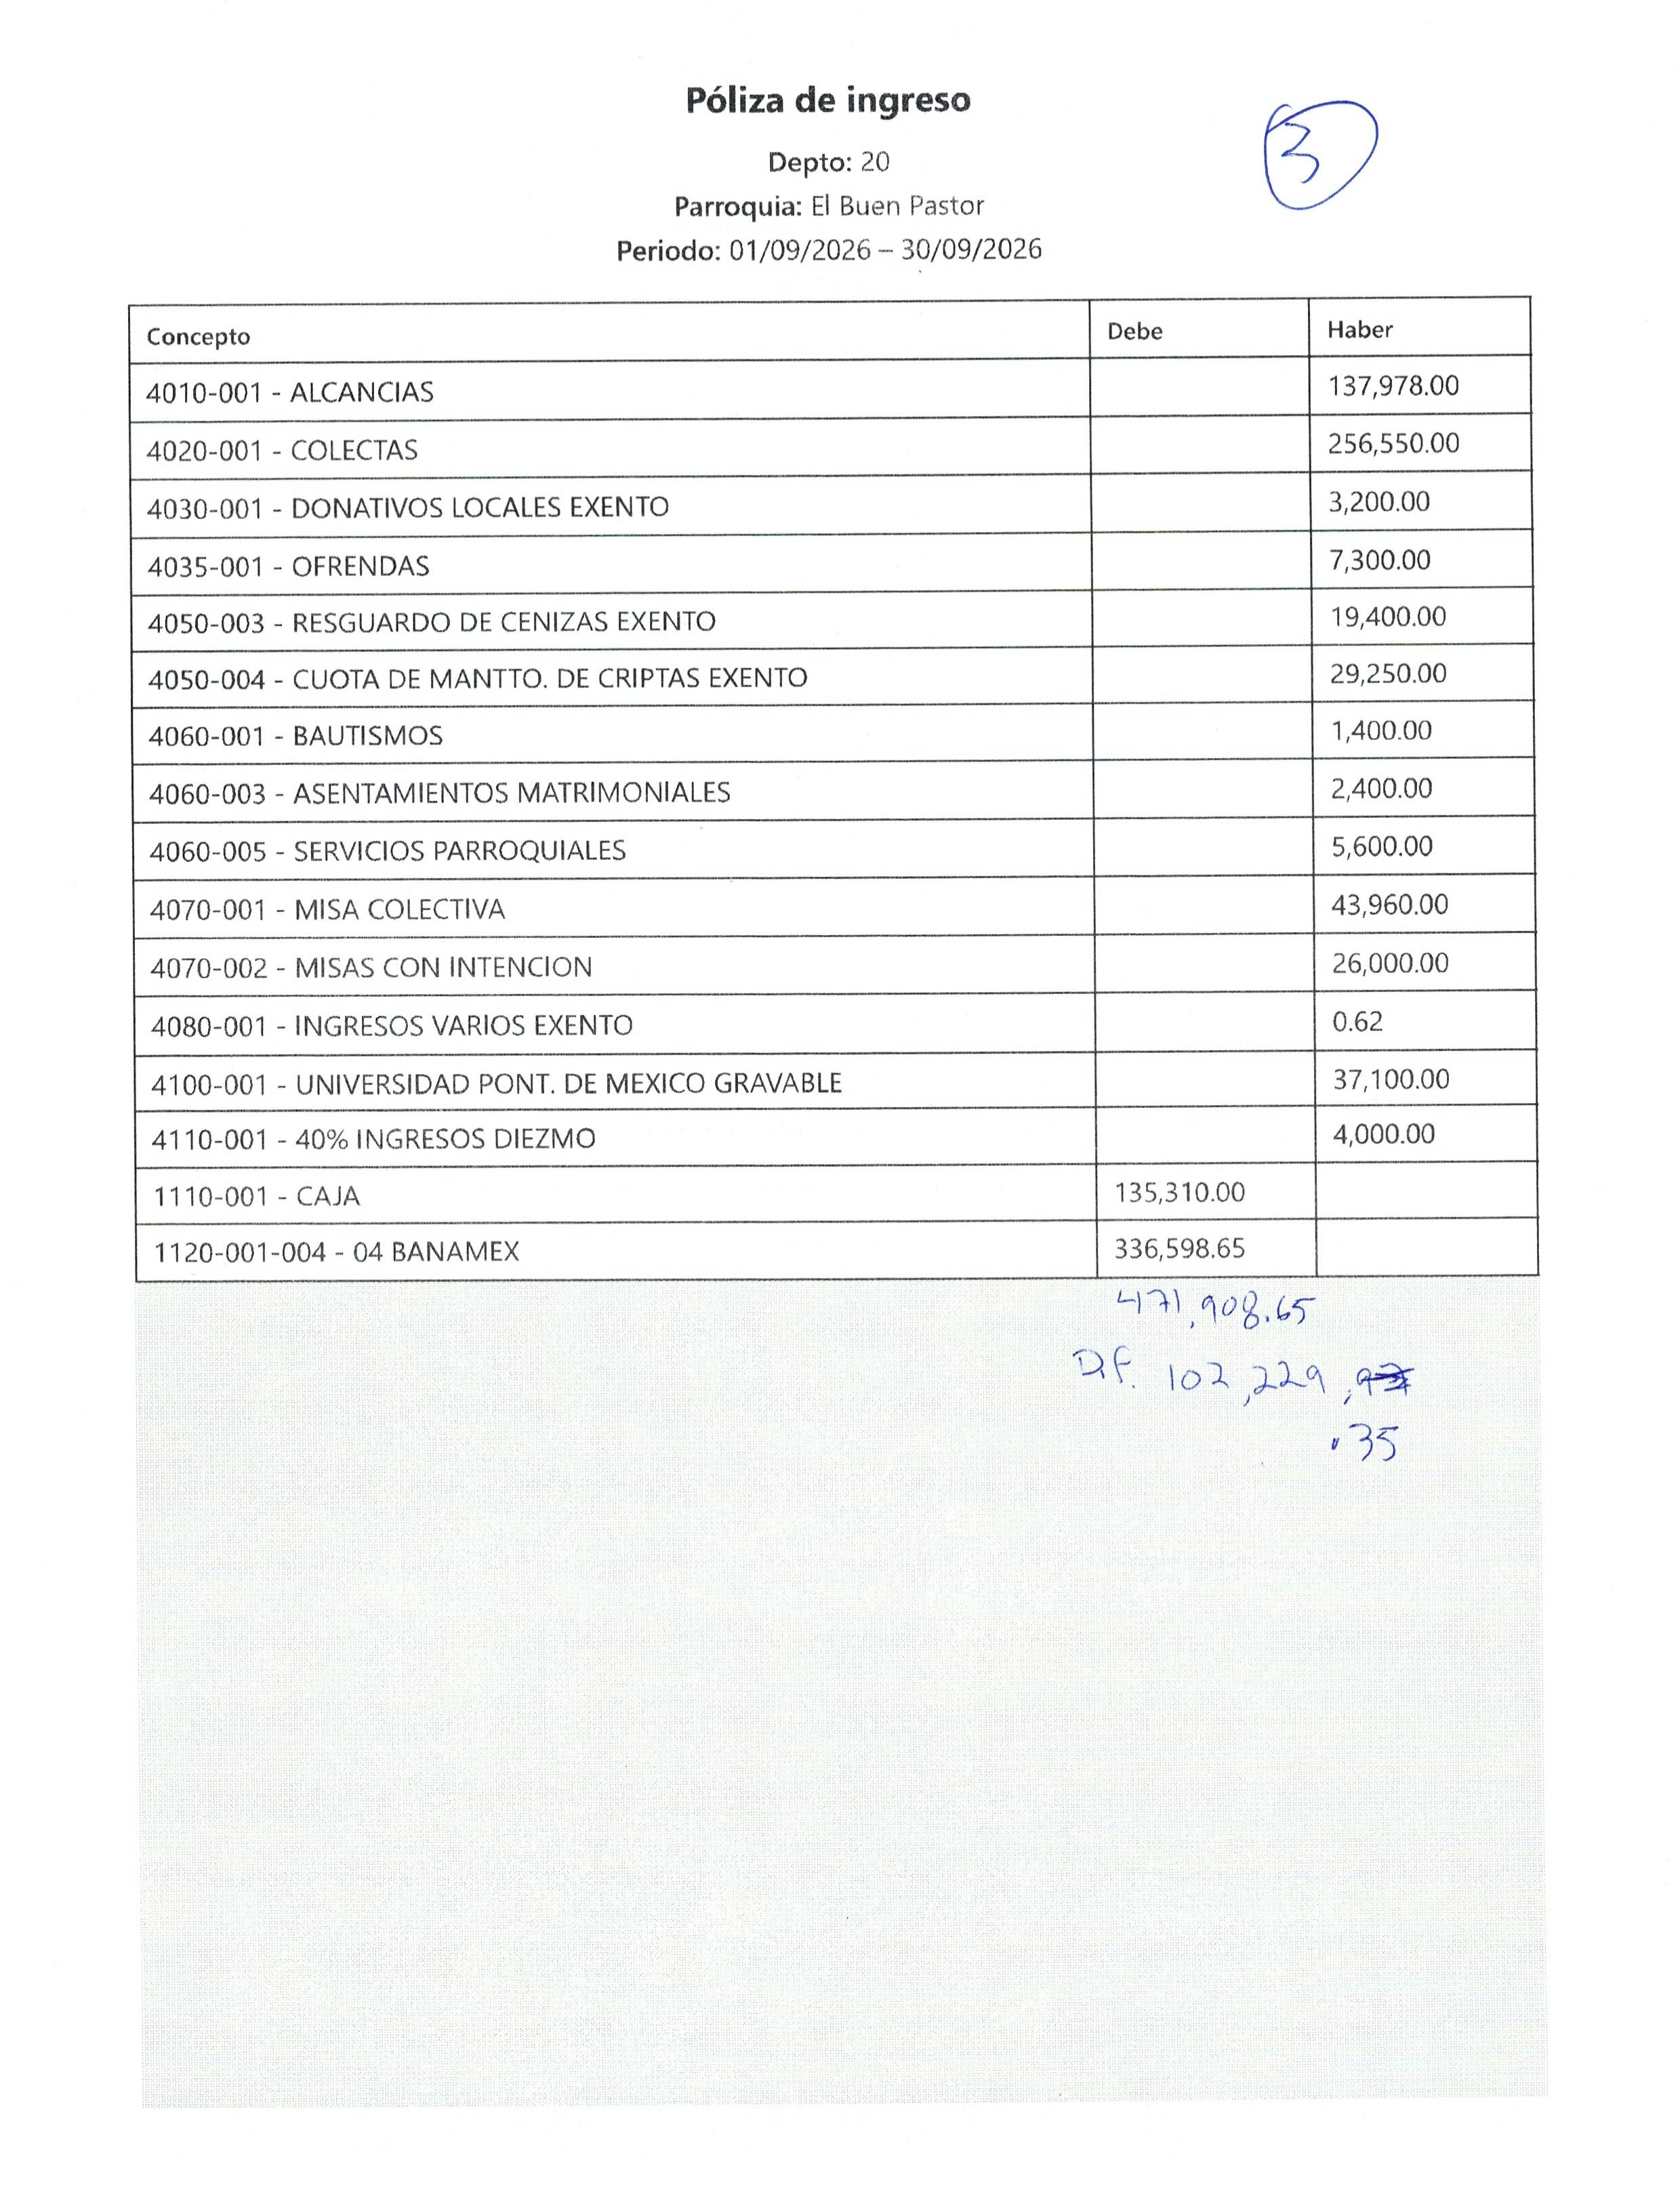 Póliza de ingreso
3
Depto: 20
Parroquia: El Buen Pastor
Periodo: 01/09/2026 – 30/09/2026
Concepto Debe Haber
4010-001 - ALCANCIAS 137,978.00
4020-001 - COLECTAS 256,550.00
4030-001 - DONATIVOS LOCALES EXENTO 3,200.00
4035-001 - OFRENDAS 7,300.00
4050-003 - RESGUARDO DE CENIZAS EXENTO 19,400.00
4050-004 - CUOTA DE MANTTO. DE CRIPTAS EXENTO 29,250.00
4060-001 - BAUTISMOS 1,400.00
4060-003 - ASENTAMIENTOS MATRIMONIALES 2,400.00
4060-005 - SERVICIOS PARROQUIALES 5,600.00
4070-001 - MISA COLECTIVA 43,960.00
4070-002 - MISAS CON INTENCION 26,000.00
4080-001 - INGRESOS VARIOS EXENTO 0.62
4100-001 - UNIVERSIDAD PONT. DE MEXICO GRAVABLE 37,100.00
4110-001 - 40% INGRESOS DIEZMO 4,000.00
1110-001 - CAJA 135,310.00
1120-001-004 - 04 BANAMEX 336,598.65
471,908.65
Df. 102,229
.35